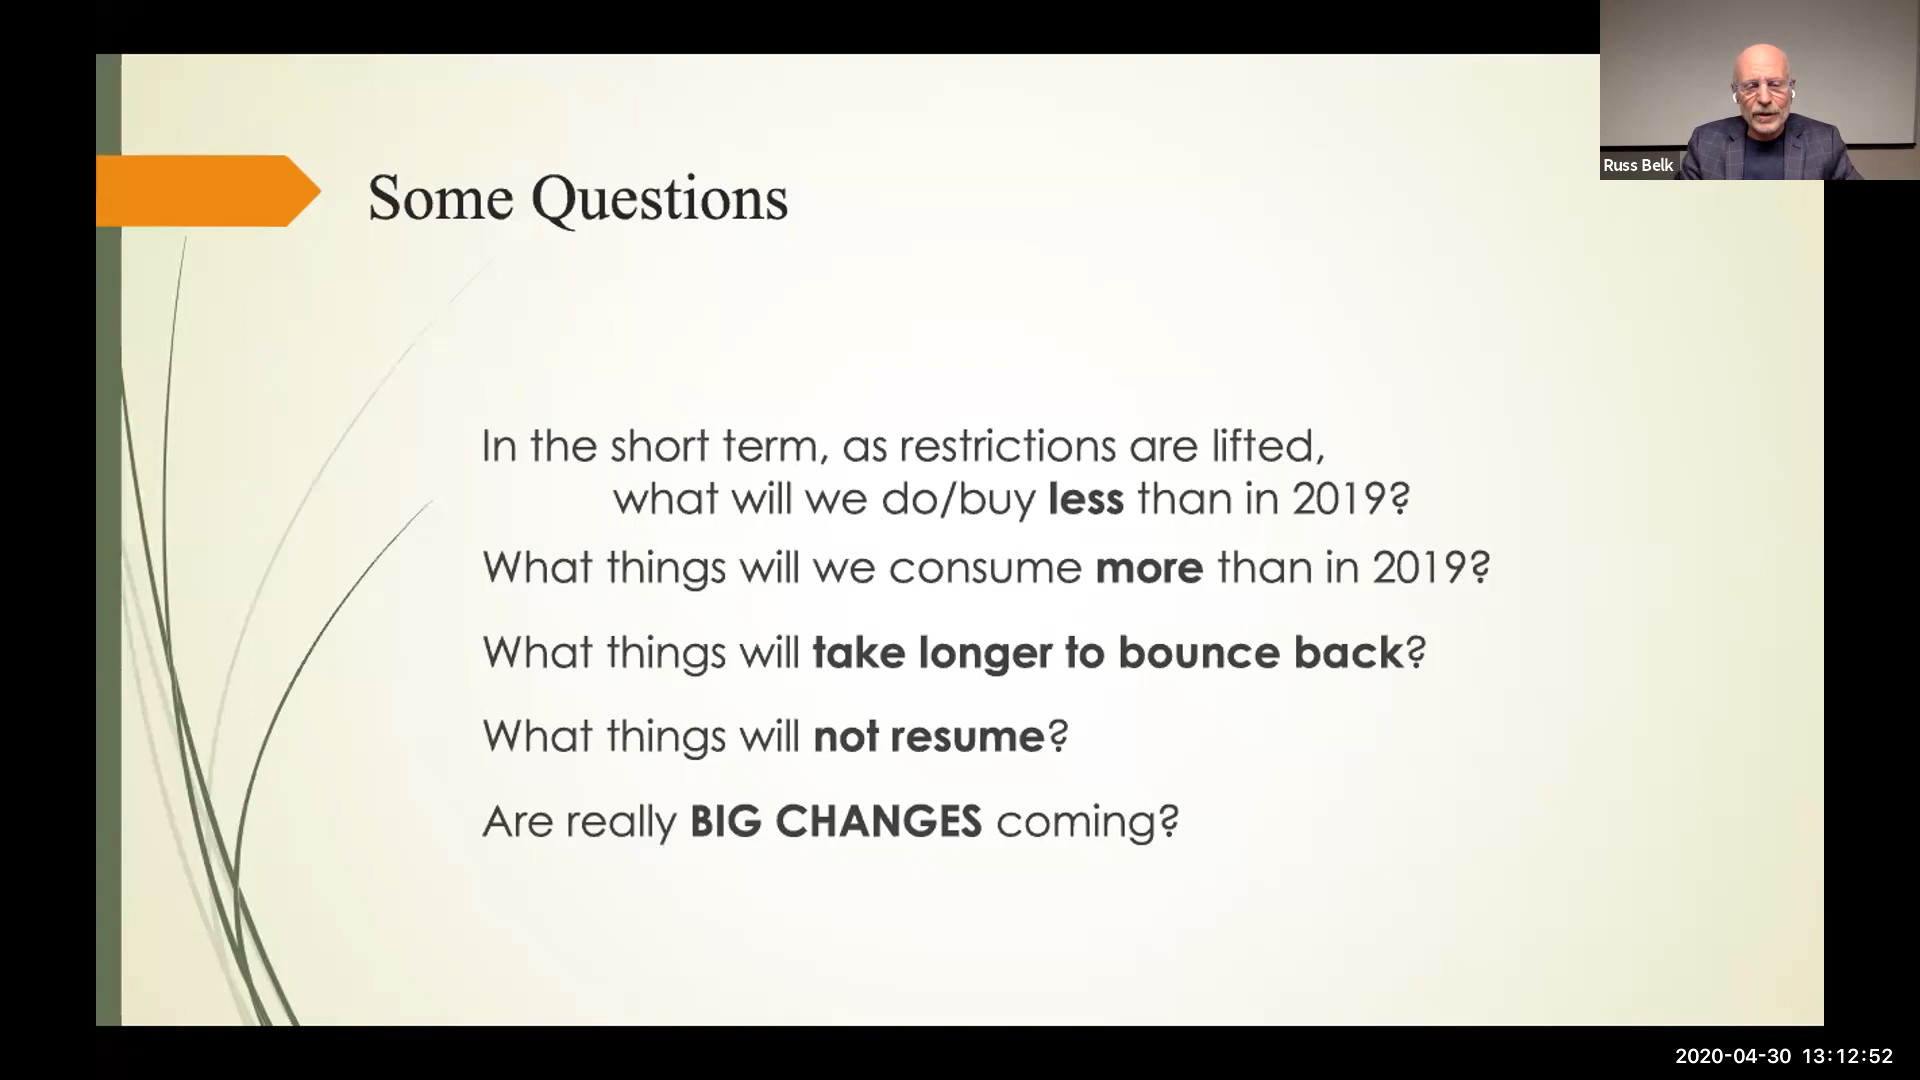 Russ Belk
Some Questions
In the short term, as restrictions are lifted,
what will we do/buy less than in 2019?
What things will we consume more than in 2019?
What things will take longer to bounce back?
What things will not resume?
Are really BIG CHANGES coming?
2020-04-30 13:12:52